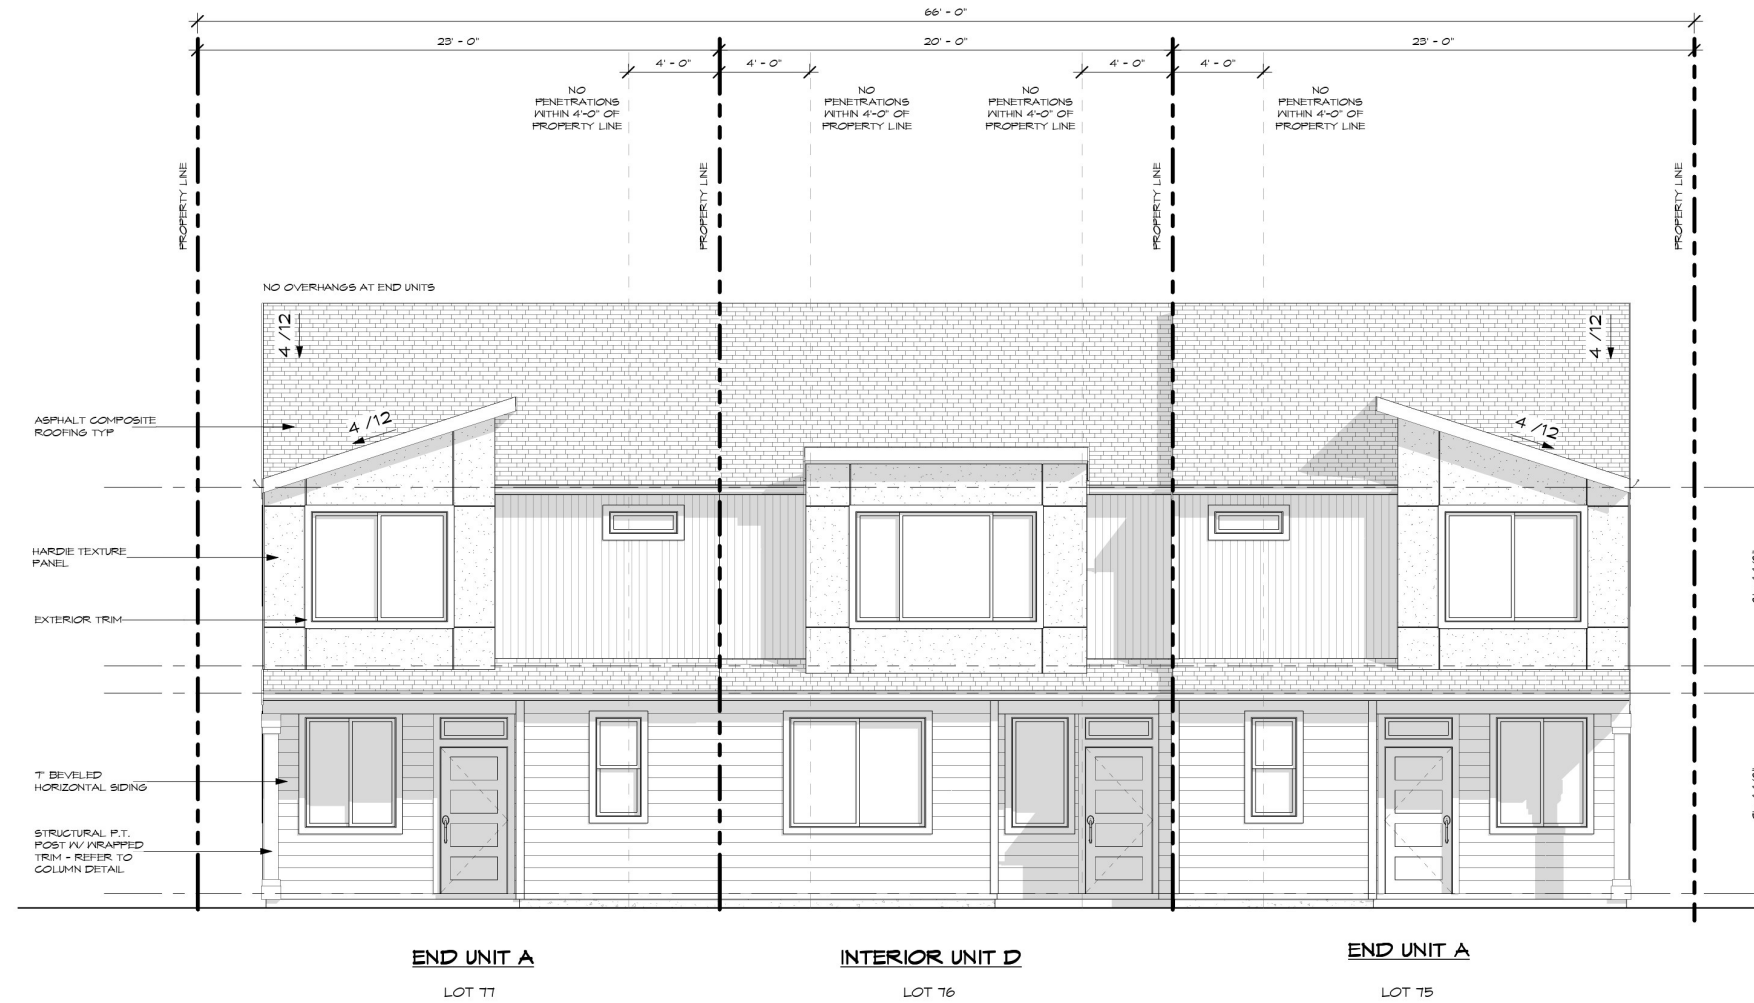 66' - 0"
23' - 0"
20' - 0"
23' - 0"
4' - 0"
4' - 0"
4' - 0"
4' - 0"
NO
PENETRATIONS
WITHIN 4'-0" OF
PROPERTY LINE
NO
PENETRATIONS
WITHIN 4'-0" OF
PROPERTY LINE
NO
PENETRATIONS
WITHIN 4'-0" OF
PROPERTY LINE
NO
PENETRATIONS
WITHIN 4'-0" OF
PROPERTY LINE
PROPERTY LINE
PROPERTY LINE
PROPERTY LINE
PROPERTY LINE
NO OVERHANGS AT END UNITS
4 /12
4 /12
4 /12
4 /12
ASPHALT COMPOSITE
ROOFING TYP
HARDIE TEXTURE
PANEL
EXTERIOR TRIM
7" BEVELED
HORIZONTAL SIDING
STRUCTURAL P.T.
POST W/ WRAPPED
TRIM - REFER TO
COLUMN DETAIL
END UNIT A
INTERIOR UNIT D
END UNIT A
LOT 77
LOT 76
LOT 75